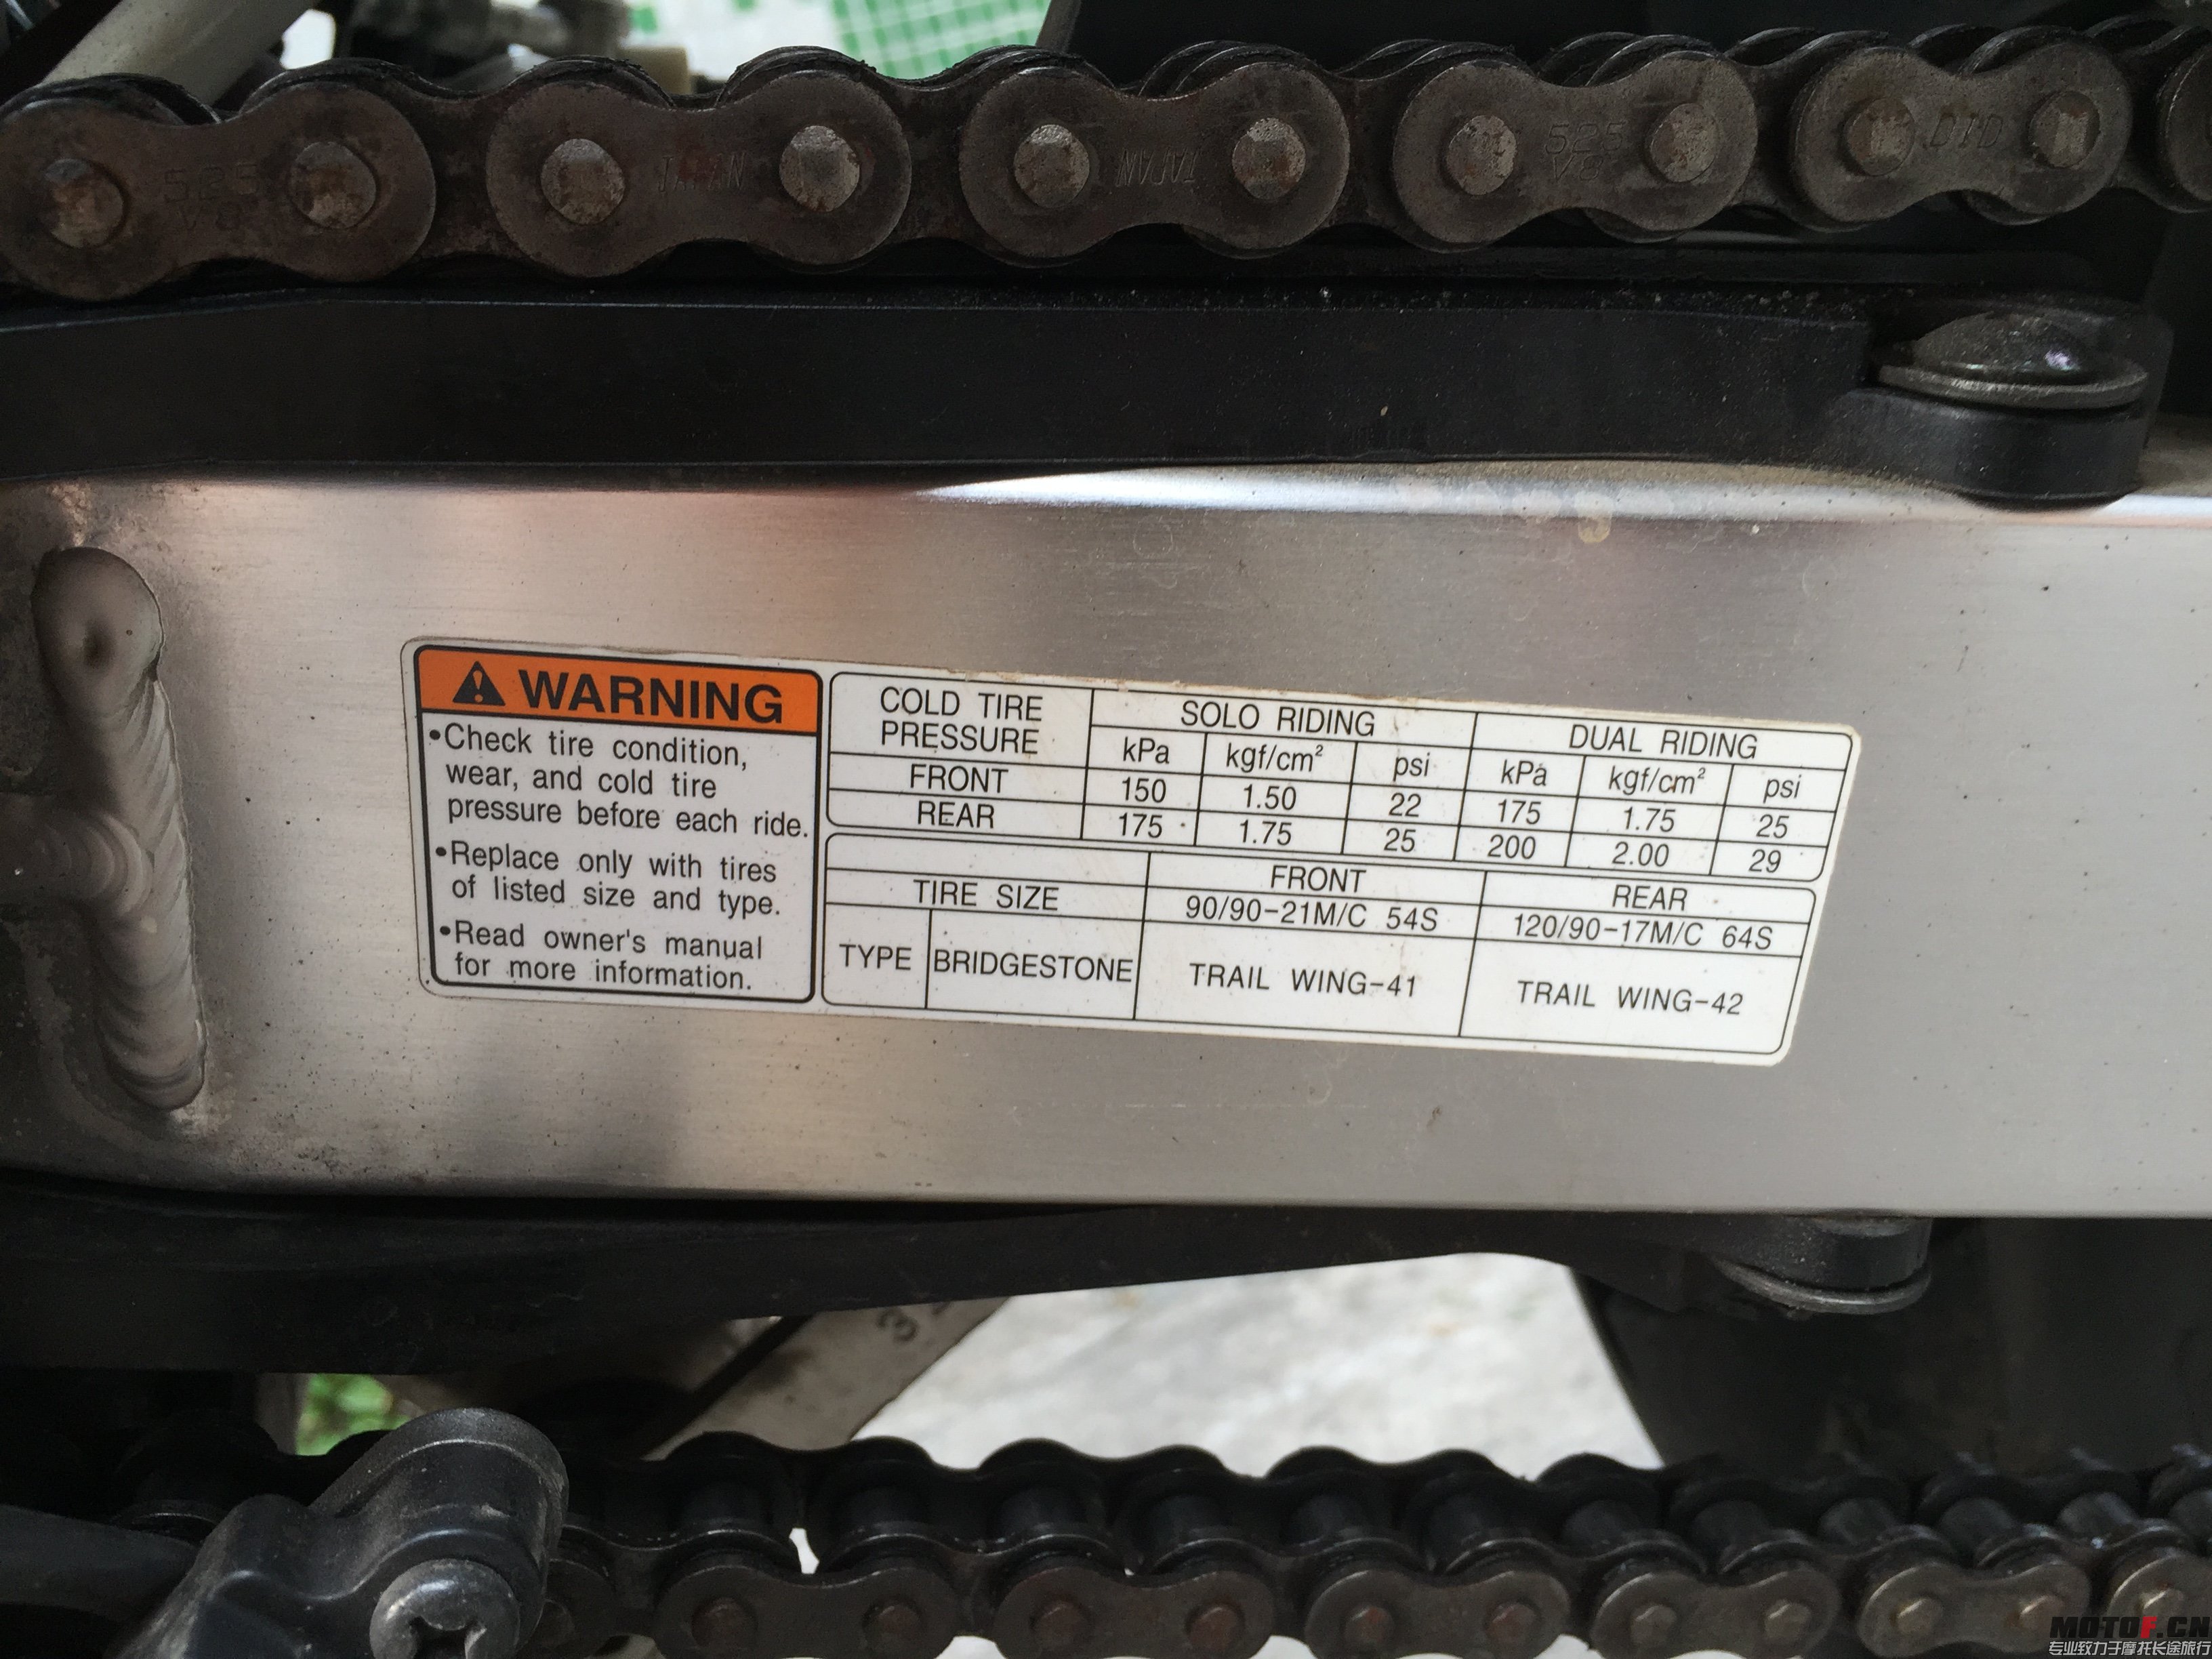 525
V8
JAPAN
JAPAN
525
V8
DID
⚠ WARNING
•Check tire condition,
wear, and cold tire
pressure before each ride.
•Replace only with tires
of listed size and type.
•Read owner's manual
for more information.
COLD TIRE PRESSURE SOLO RIDING DUAL RIDING
kPa kgf/cm² psi kPa kgf/cm² psi
FRONT 150 1.50 22 175 1.75 25
REAR 175 1.75 25 200 2.00 29
FRONT REAR
TIRE SIZE 90/90-21M/C 54S 120/90-17M/C 64S
TYPE BRIDGESTONE TRAIL WING-41 TRAIL WING-42
3
MOTOF.CN
专业致力于摩托长途旅行